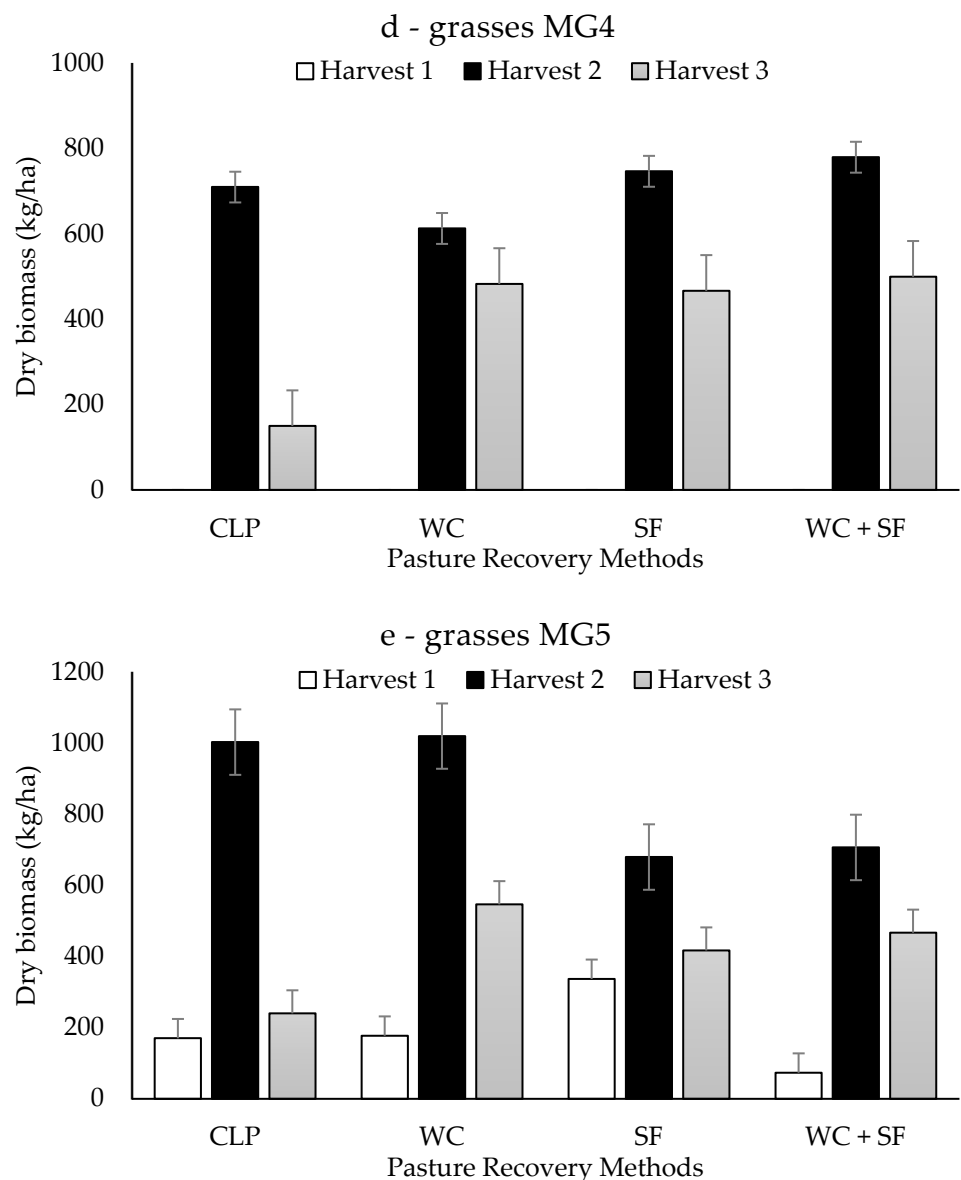 d - grasses MG4
Harvest 1 Harvest 2 Harvest 3
1000
800
600
400
200
0
Dry biomass (kg/ha)
CLP WC SF WC + SF
Pasture Recovery Methods
e - grasses MG5
Harvest 1 Harvest 2 Harvest 3
1200
1000
800
600
400
200
0
Dry biomass (kg/ha)
CLP WC SF WC + SF
Pasture Recovery Methods